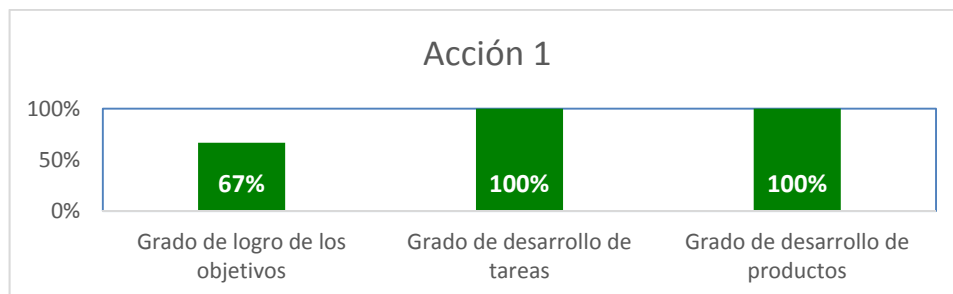 Acción 1
100%
50%
0%
67%
100%
100%
Grado de logro de los
objetivos
Grado de desarrollo de
tareas
Grado de desarrollo de
productos